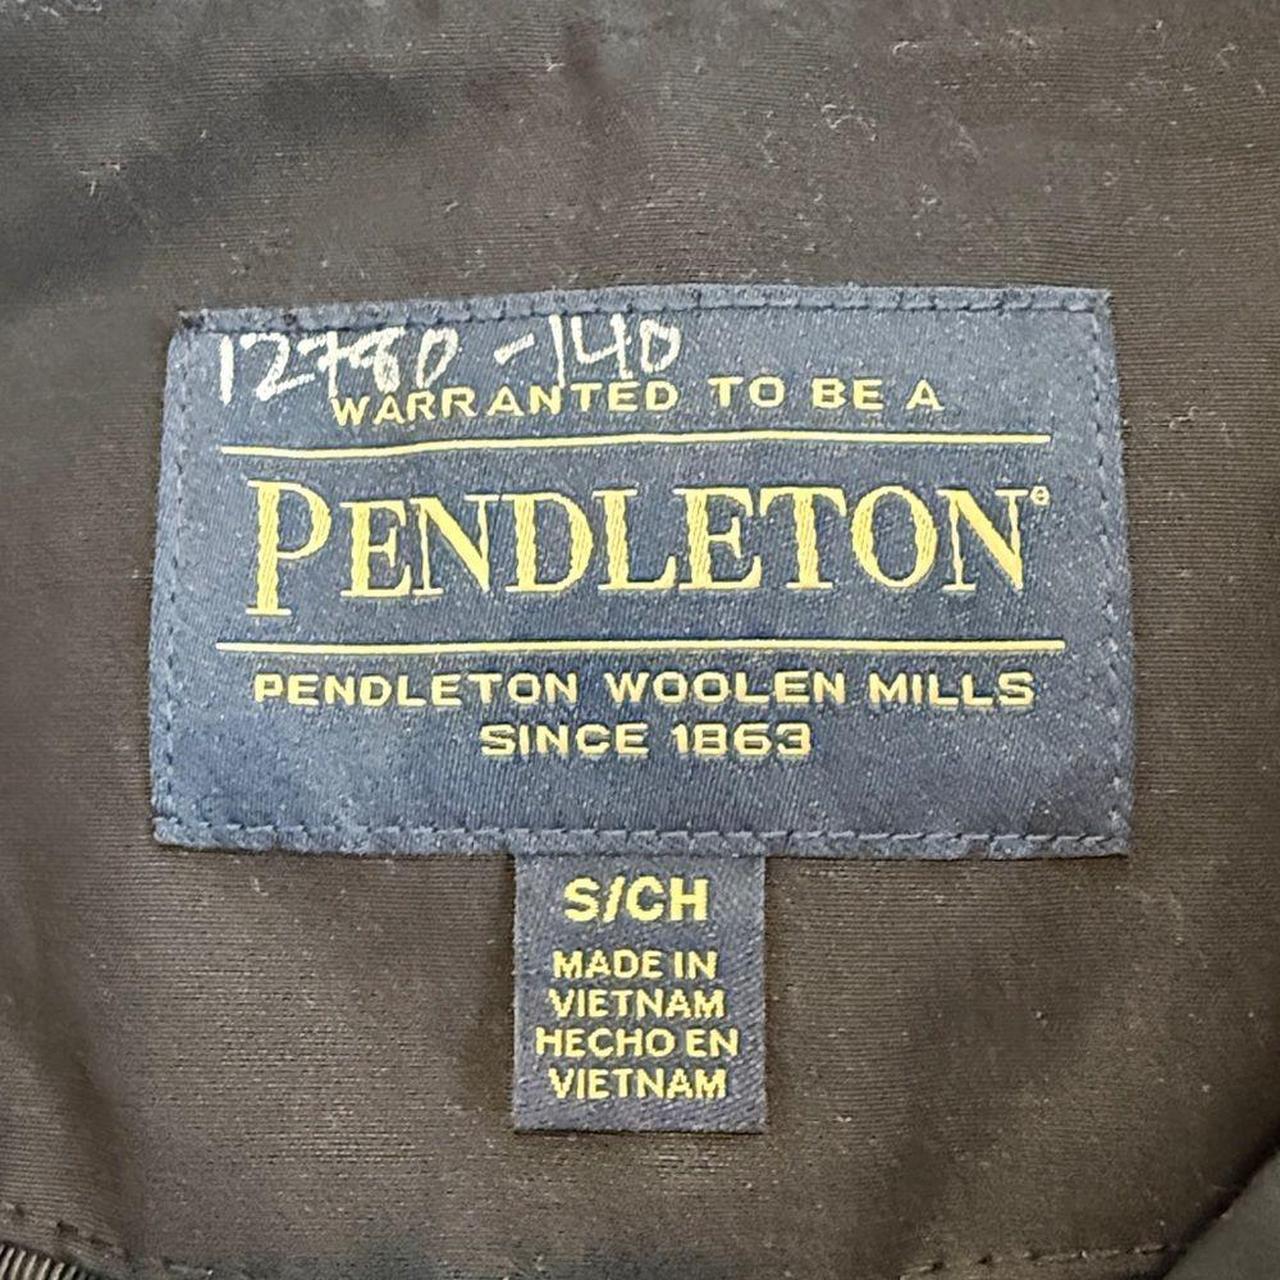 12780-140
WARRANTED TO BE A
PENDLETON®
PENDLETON WOOLEN MILLS
SINCE 1863
S/CH
MADE IN
VIETNAM
HECHO EN
VIETNAM